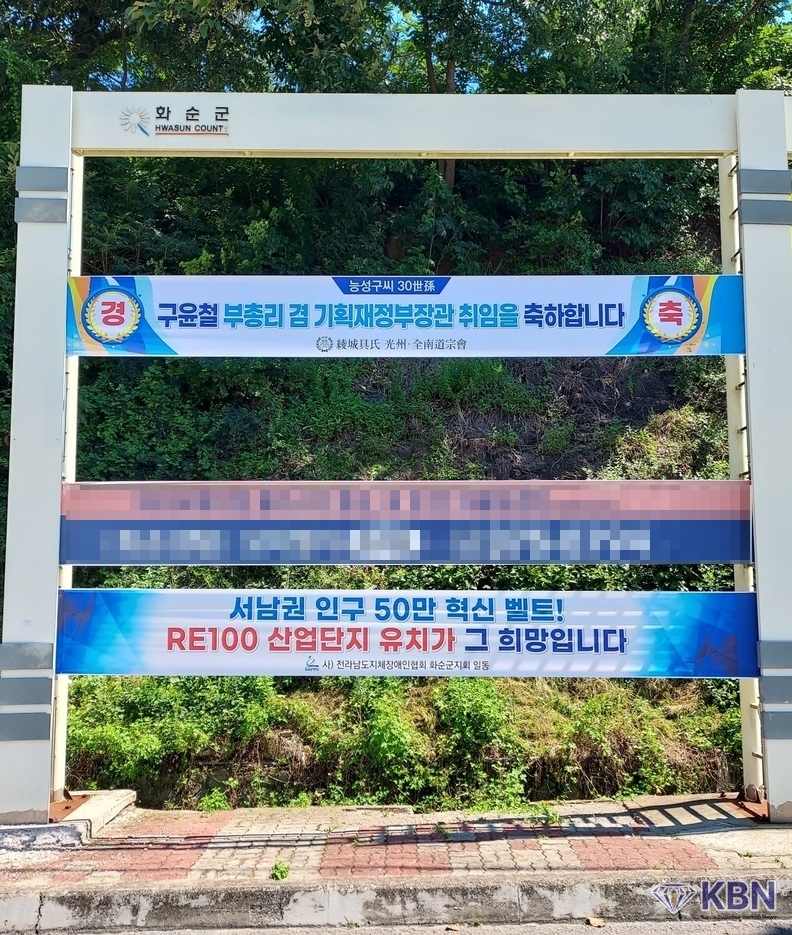 화순군
HWASUN COUNTY
능성구씨 30世孫
경 구윤철 부총리 겸 기획재정부장관 취임을 축하합니다 축
綾城具氏 光州·全南道宗會
서남권 인구 50만 혁신 벨트!
RE100 산업단지 유치가 그 희망입니다
사) 전라남도지체장애인협회 화순군지회 일동
KBN